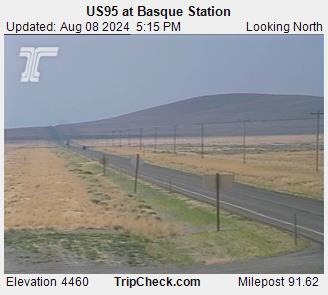 US95 at Basque Station
Updated: Aug 08 2024 5:15 PM Looking North
Elevation 4460 TripCheck.com Milepost 91.62